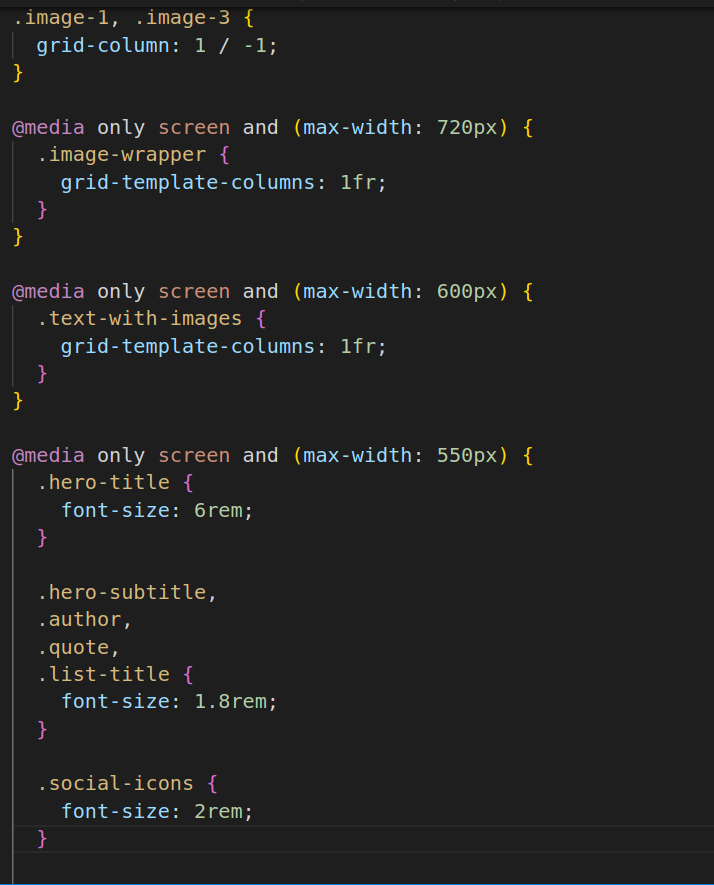 .image-1, .image-3 {
  grid-column: 1 / -1;
}
@media only screen and (max-width: 720px) {
  .image-wrapper {
    grid-template-columns: 1fr;
  }
}
@media only screen and (max-width: 600px) {
  .text-with-images {
    grid-template-columns: 1fr;
  }
}
@media only screen and (max-width: 550px) {
  .hero-title {
    font-size: 6rem;
  }
  .hero-subtitle,
  .author,
  .quote,
  .list-title {
    font-size: 1.8rem;
  }
  .social-icons {
    font-size: 2rem;
  }